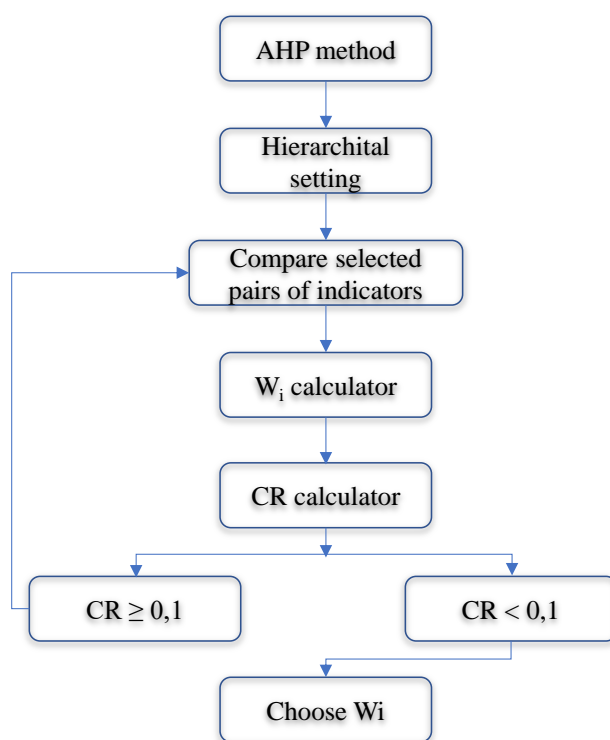 AHP method
Hierarchital
setting
Compare selected
pairs of indicators
Wi calculator
CR calculator
CR ≥ 0,1
CR < 0,1
Choose Wi